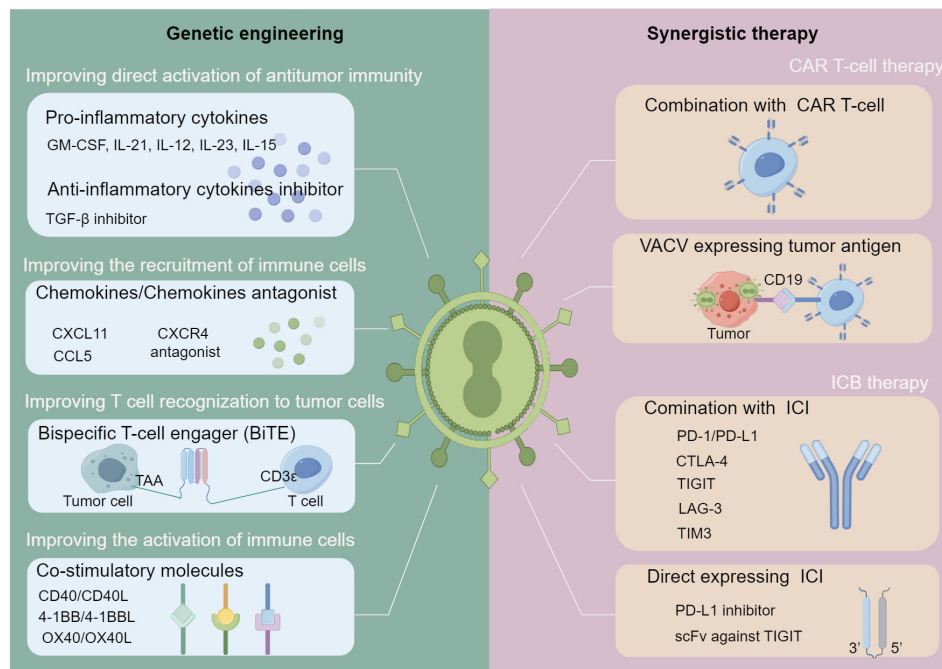 Genetic engineering
Improving direct activation of antitumor immunity
Pro-inflammatory cytokines
GM-CSF, IL-21, IL-12, IL-23, IL-15
Anti-inflammatory cytokines inhibitor
TGF-β inhibitor
Improving the recruitment of immune cells
Chemokines/Chemokines antagonist
CXCL11
CCL5
CXCR4
antagonist
Improving T cell recognization to tumor cells
Bispecific T-cell engager (BiTE)
TAA
CD3ε
Tumor cell
T cell
Improving the activation of immune cells
Co-stimulatory molecules
CD40/CD40L
4-1BB/4-1BBL
OX40/OX40L
Synergistic therapy
CAR T-cell therapy
Combination with CAR T-cell
VACV expressing tumor antigen
CD19
Tumor
ICB therapy
Comination with ICI
PD-1/PD-L1
CTLA-4
TIGIT
LAG-3
TIM3
Direct expressing ICI
PD-L1 inhibitor
scFv against TIGIT
3’ 5’